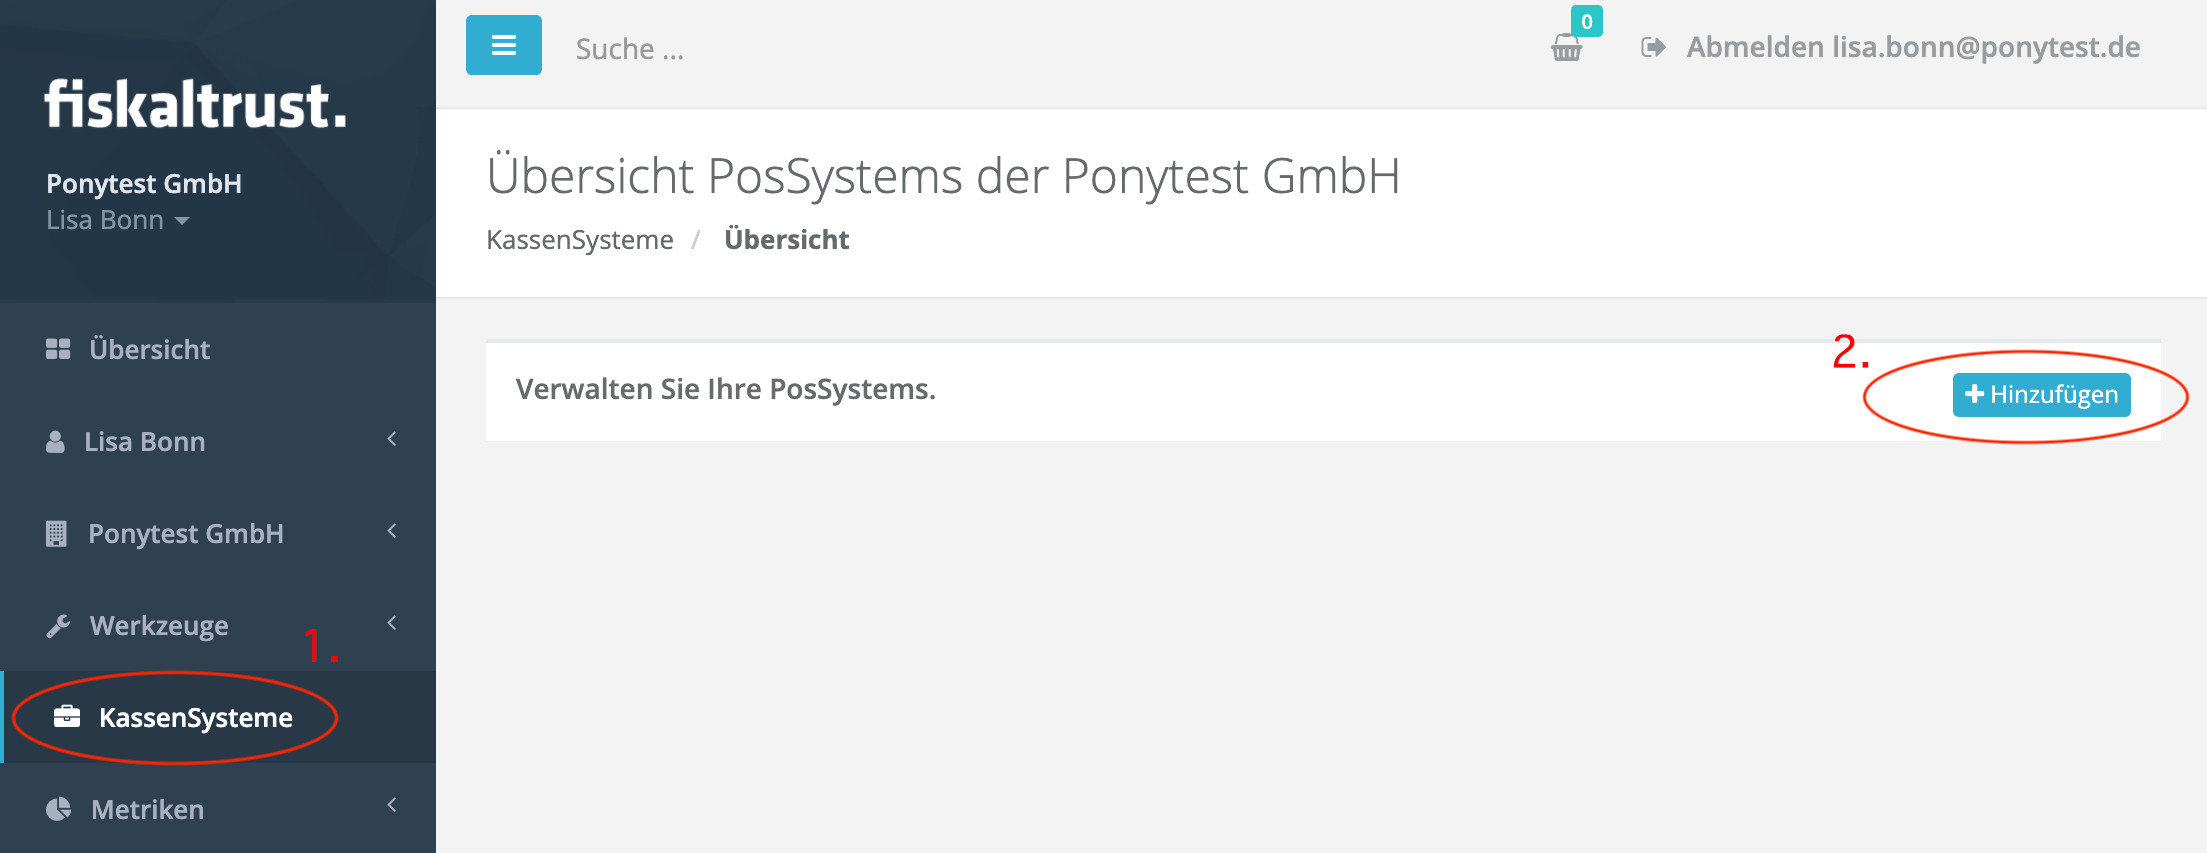 fiskaltrust.
Ponytest GmbH
Lisa Bonn
Übersicht
Lisa Bonn
Ponytest GmbH
Werkzeuge
1.
KassenSysteme
Metriken
Suche ...
0
Abmelden lisa.bonn@ponytest.de
Übersicht PosSystems der Ponytest GmbH
KassenSysteme / Übersicht
Verwalten Sie Ihre PosSystems.
2.
Hinzufügen